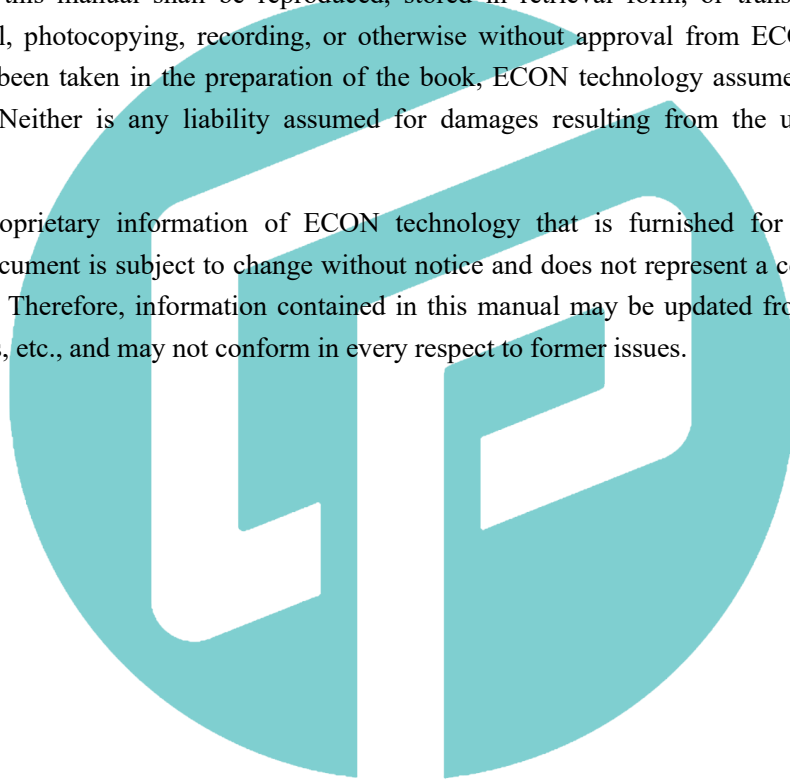 this manual shall be reproduced, stored in retrieval form, or trans
l, photocopying, recording, or otherwise without approval from ECO
been taken in the preparation of the book, ECON technology assume
Neither is any liability assumed for damages resulting from the u
oprietary information of ECON technology that is furnished for
cument is subject to change without notice and does not represent a c
Therefore, information contained in this manual may be updated fro
s, etc., and may not conform in every respect to former issues.